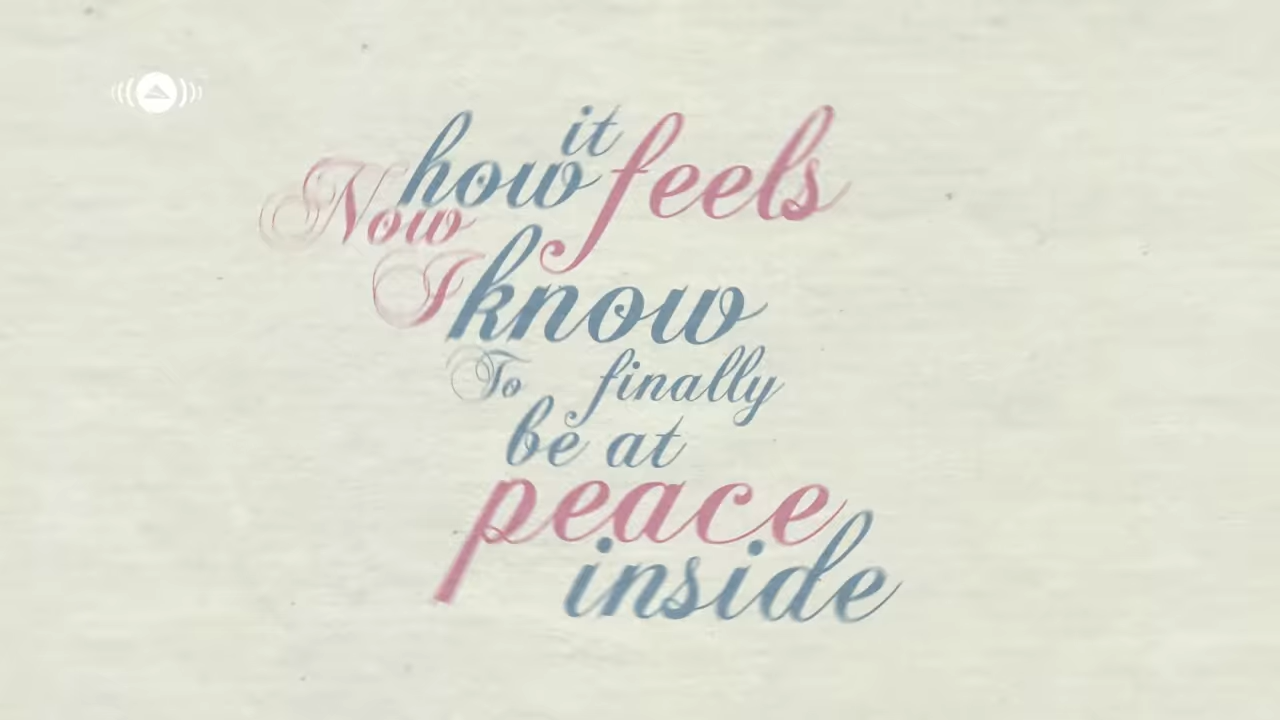 Now how it feels
I know
To finally
be at
peace
inside